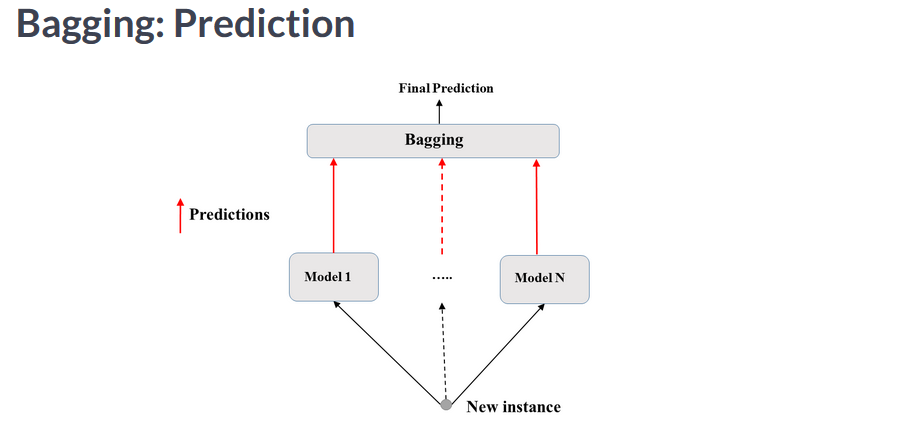 Bagging: Prediction
Final Prediction
Bagging
Predictions
Model 1
.....
Model N
New instance